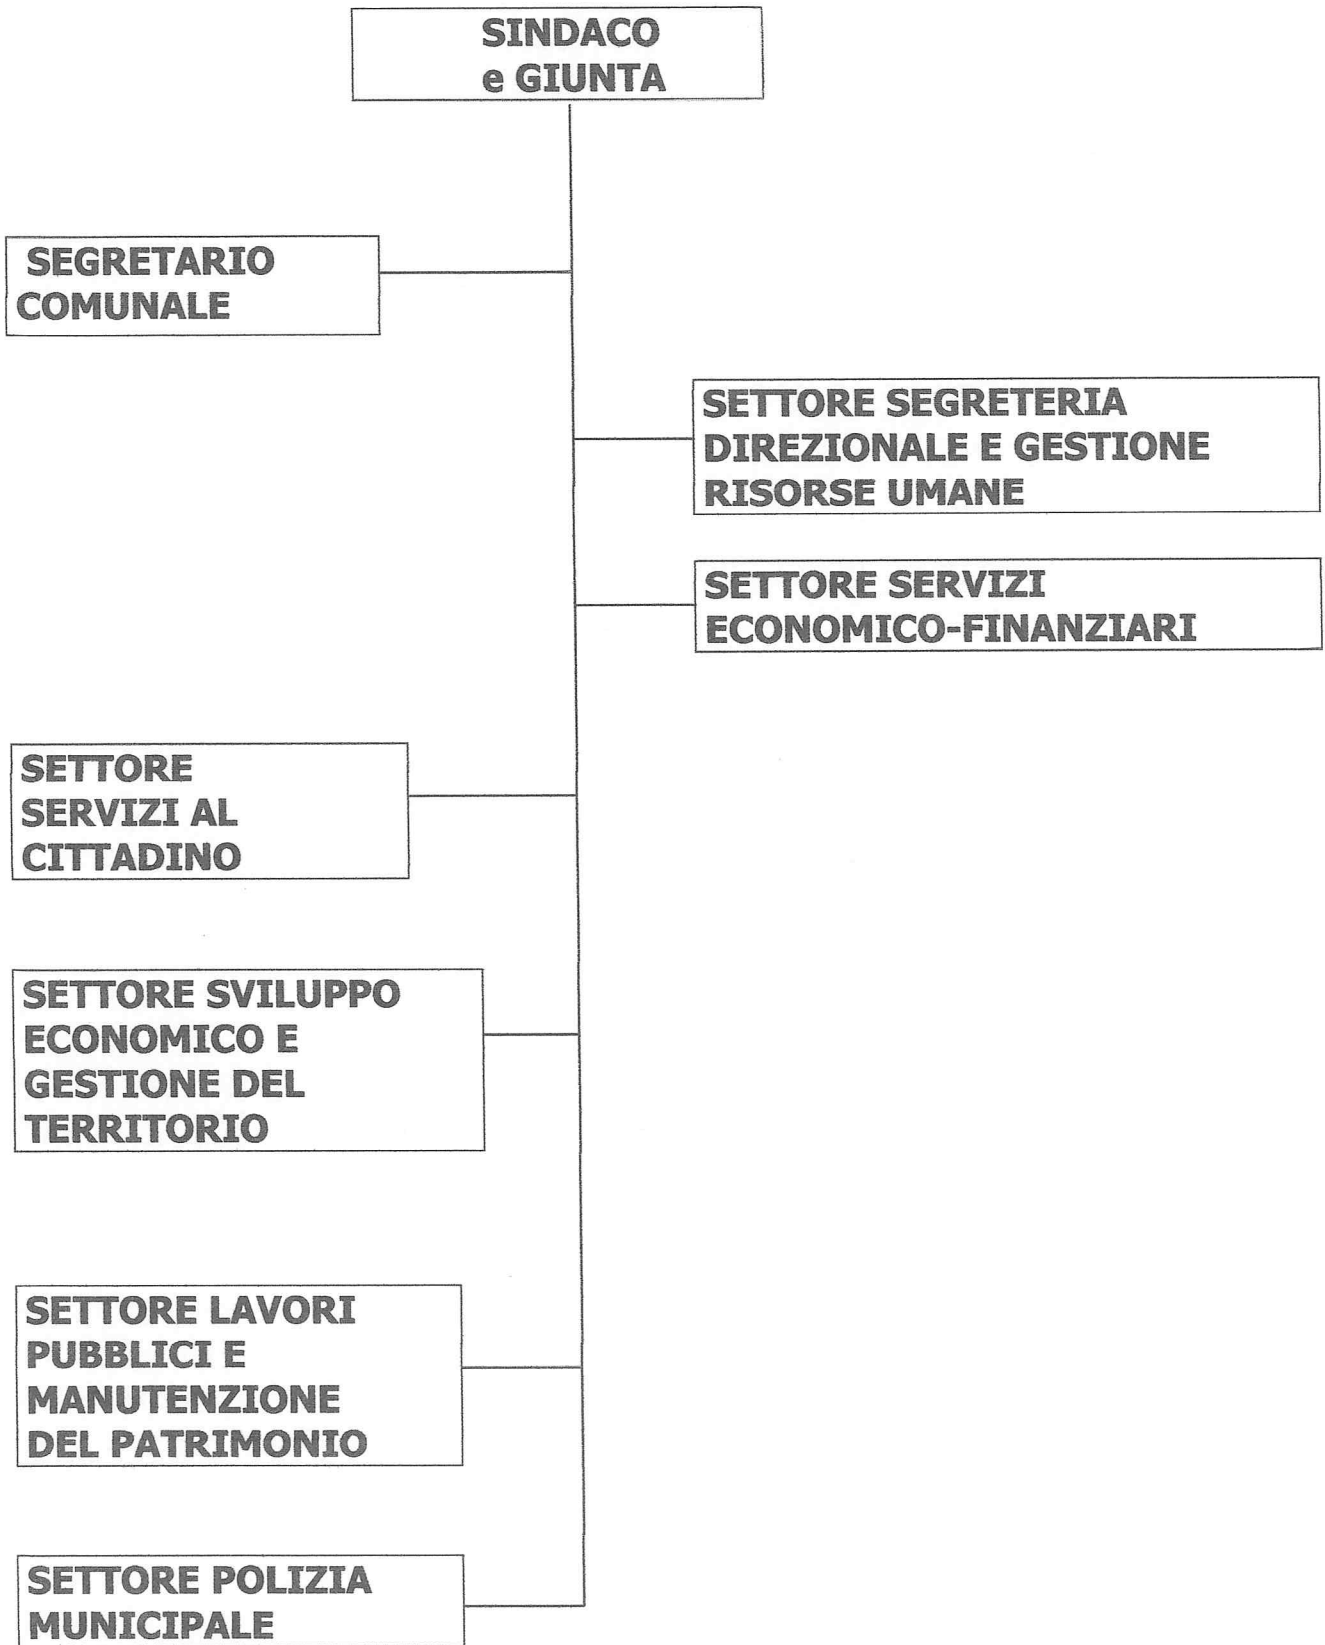 SINDACO
e GIUNTA
SEGRETARIO
COMUNALE
SETTORE SEGRETERIA
DIREZIONALE E GESTIONE
RISORSE UMANE
SETTORE SERVIZI
ECONOMICO-FINANZIARI
SETTORE
SERVIZI AL
CITTADINO
SETTORE SVILUPPO
ECONOMICO E
GESTIONE DEL
TERRITORIO
SETTORE LAVORI
PUBBLICI E
MANUTENZIONE
DEL PATRIMONIO
SETTORE POLIZIA
MUNICIPALE